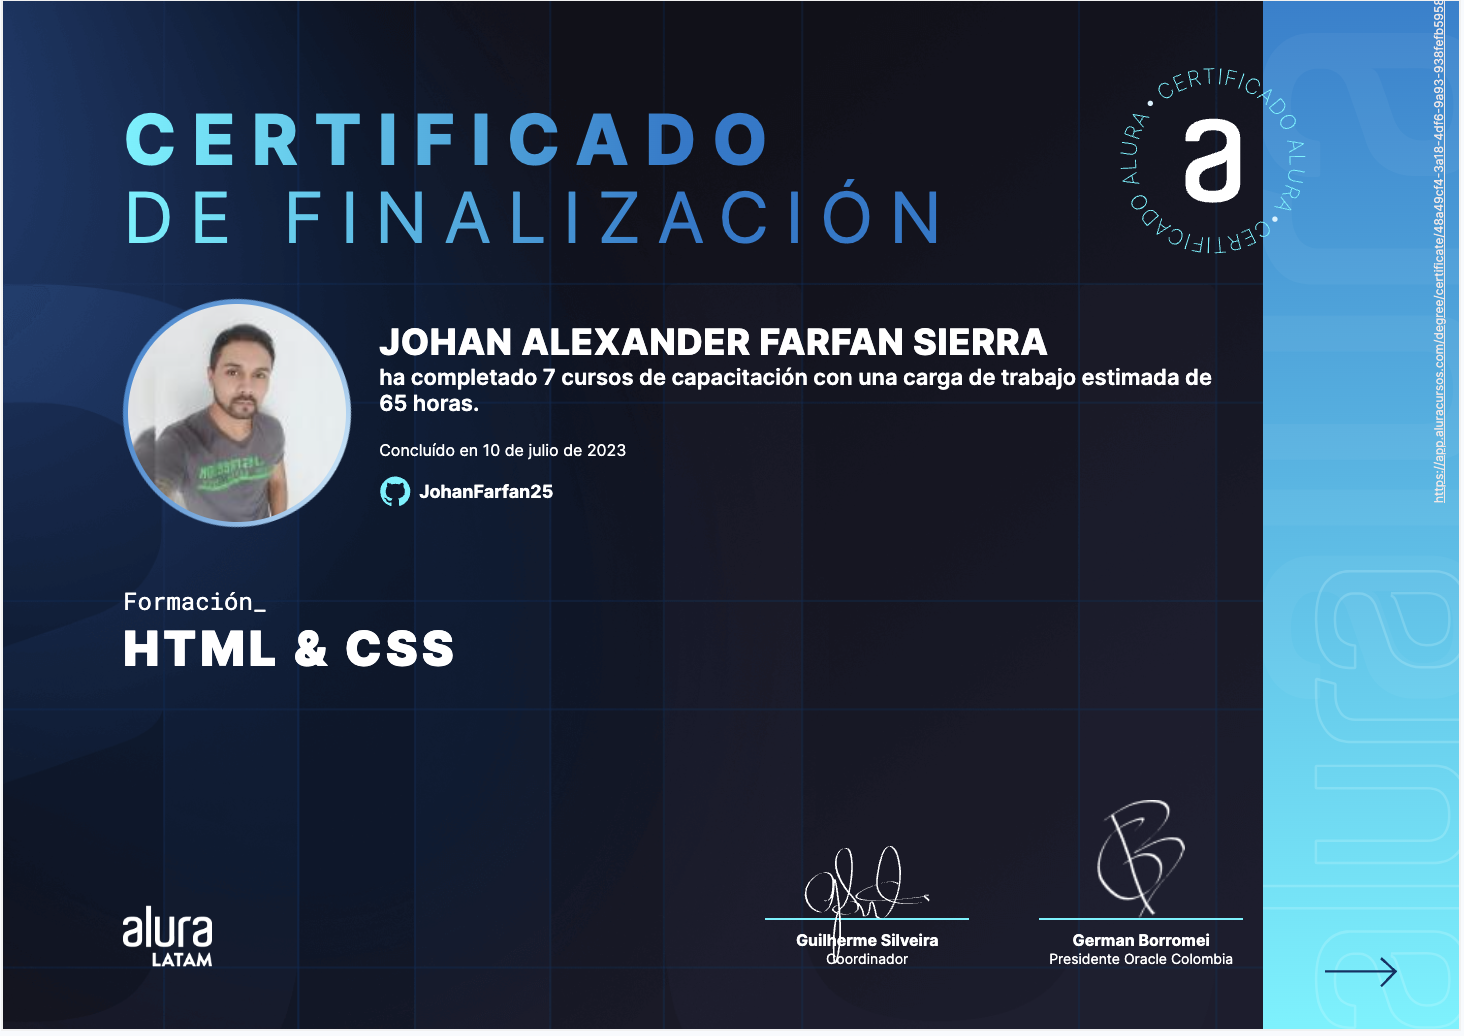 CERTIFICADO
DE FINALIZACIÓN
CERTIFICADO ALURA • CERTIFICADO ALURA •
a
https://app.aluracursos.com/degree/certificate/48a49cf4-3a18-4df6-9a93-938fefb5958
JOHAN ALEXANDER FARFAN SIERRA
ha completado 7 cursos de capacitación con una carga de trabajo estimada de
65 horas.
Concluído en 10 de julio de 2023
JohanFarfan25
Formación_
HTML & CSS
alura
LATAM
Guilherme Silveira
Coordinador
German Borromei
Presidente Oracle Colombia
alura